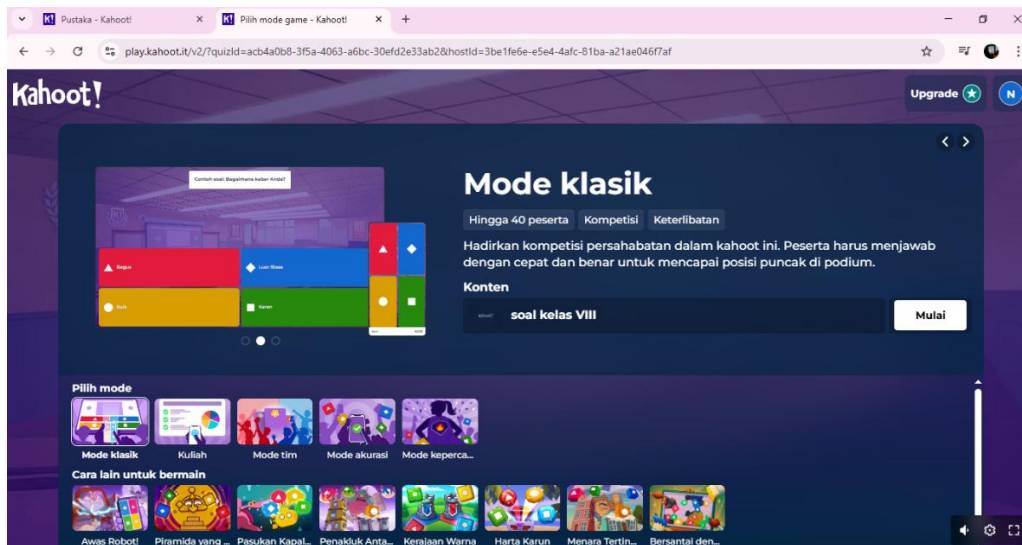 Pustaka - Kahoot!
Pilih mode game - Kahoot!
play.kahoot.it/v2/?quizId=acb4a0b8-3f5a-4063-a6bc-30efd2e33ab2&hostId=3be1fe6e-e5e4-4afc-81ba-a21ae046f7af
Kahoot!
Upgrade
N
Contoh soal: Bagaimana kabar Anda?
Bagus
Luar Biasa
Baik
Keren
Mode klasik
Hingga 40 peserta Kompetisi Keterlibatan
Hadirkan kompetisi persahabatan dalam kahoot ini. Peserta harus menjawab
dengan cepat dan benar untuk mencapai posisi puncak di podium.
Konten
soal kelas VIII
Mulai
Pilih mode
Mode klasik Kuliah Mode tim Mode akurasi Mode keperca...
Cara lain untuk bermain
Awas Robot! Piramida yang ... Pasukan Kapal... Penakluk Anta... Kerajaan Warna Harta Karun Menara Tertin... Bersantai den...